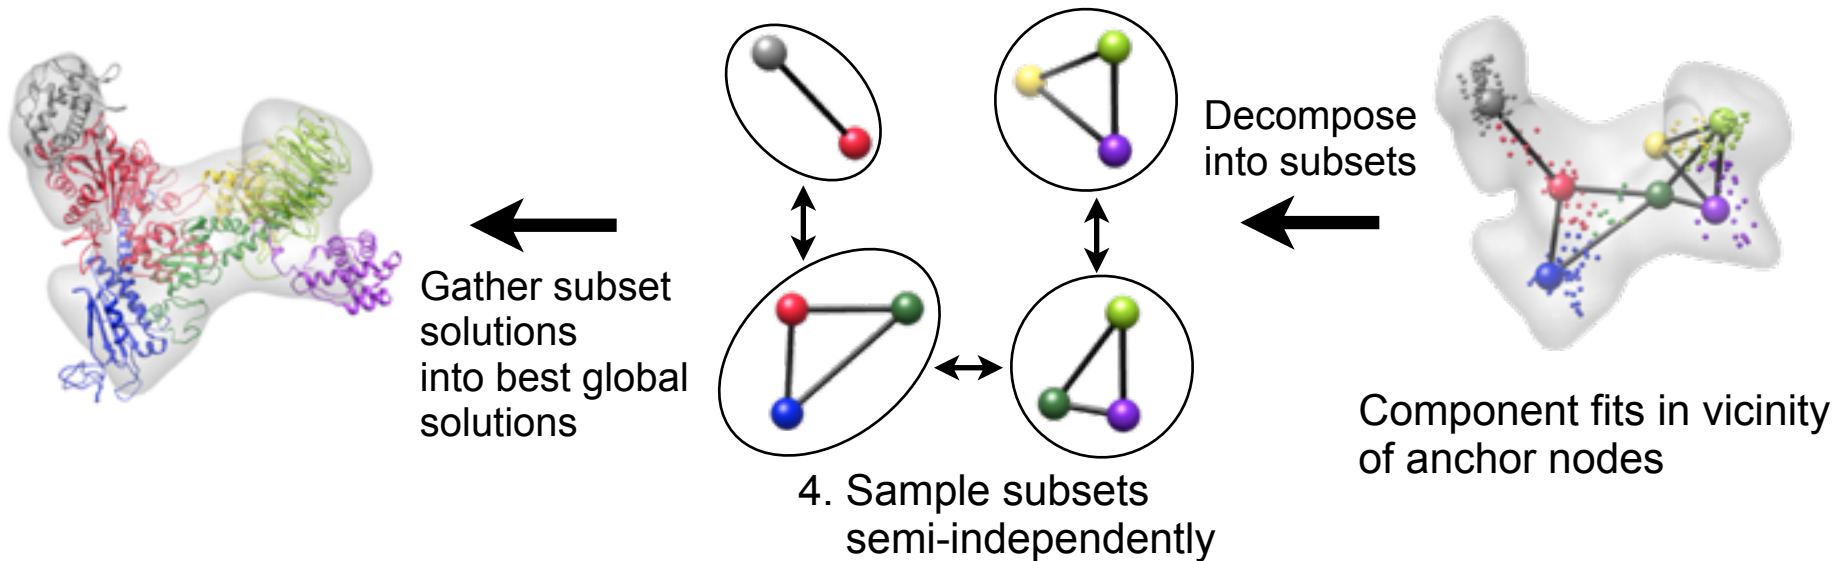 Decompose
into subsets
Gather subset
solutions
into best global
solutions
Component fits in vicinity
of anchor nodes
4. Sample subsets
semi-independently